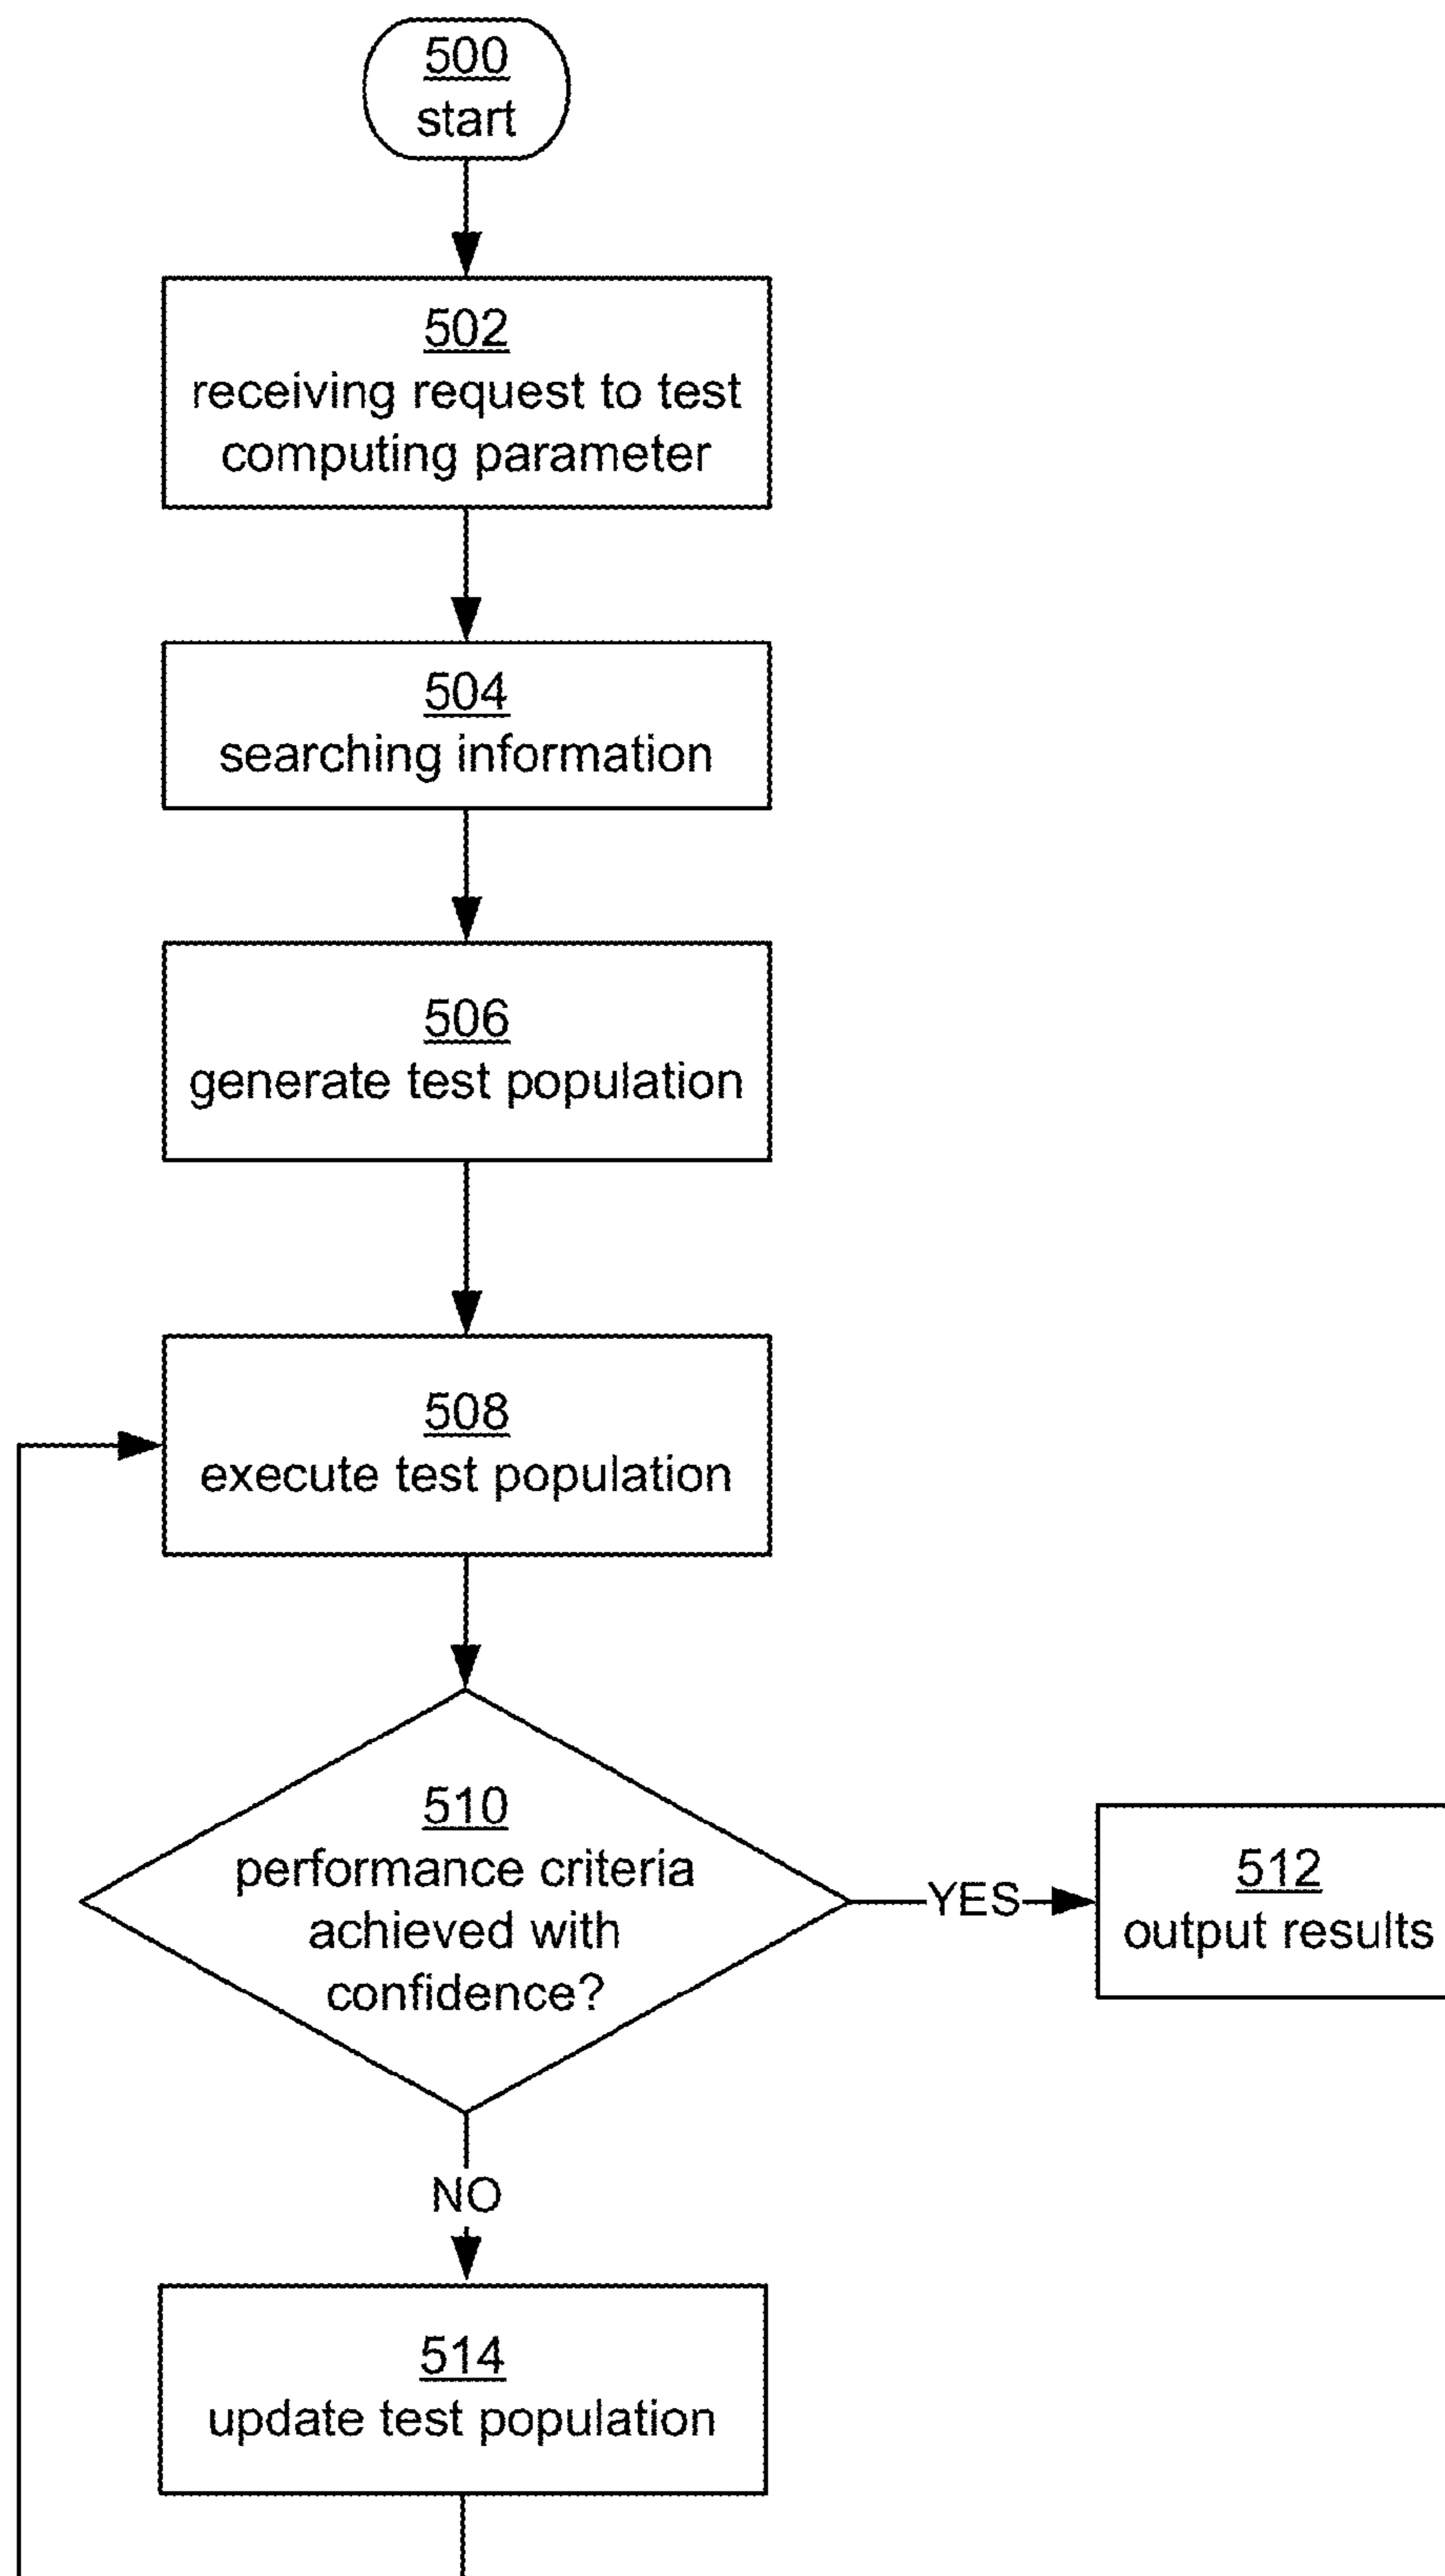 500
start
502
receiving request to test
computing parameter
504
searching information
506
generate test population
508
execute test population
510
performance criteria
achieved with
confidence?
YES
512
output results
NO
514
update test population